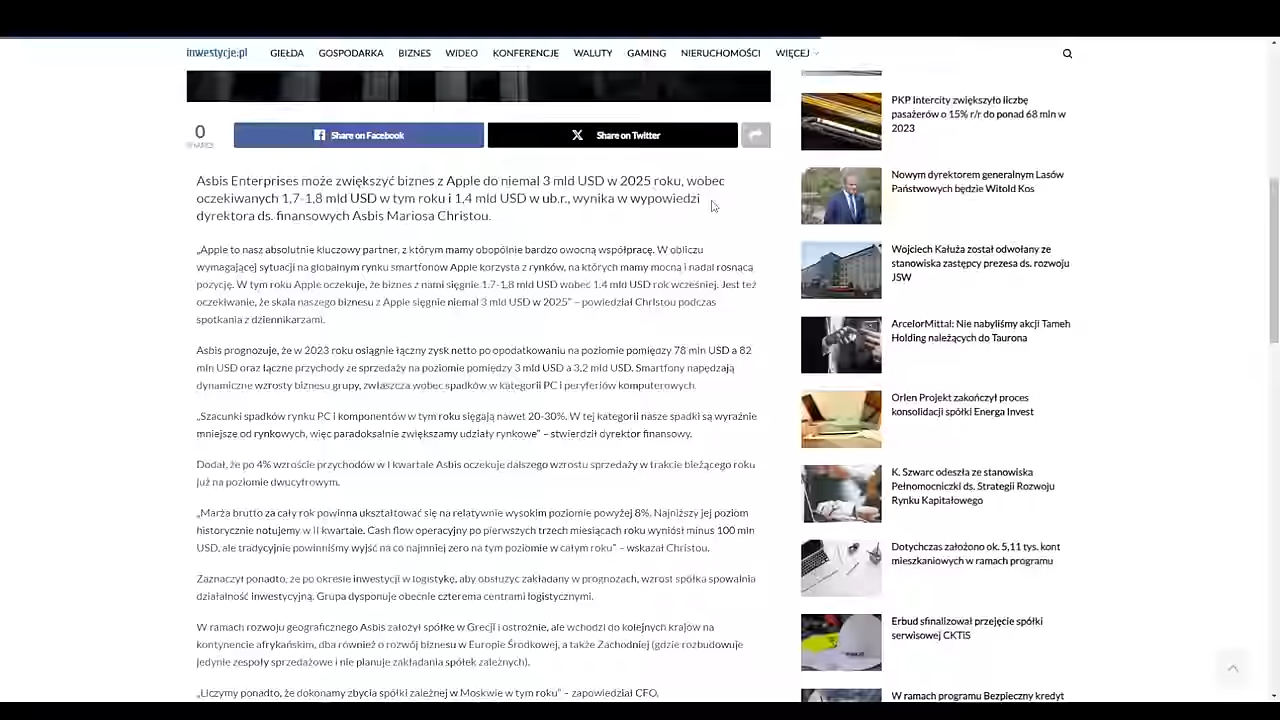 inwestycje.pl GIEŁDA GOSPODARKA BIZNES WIDEO KONFERENCJE WALUTY GAMING NIERUCHOMOŚCI WIĘCEJ
0
SHARES
Share on Facebook
Share on Twitter
Asbis Enterprises może zwiększyć biznes z Apple do niemal 3 mld USD w 2025 roku, wobec
oczekiwanych 1,7-1,8 mld USD w tym roku i 1,4 mld USD w ub.r., wynika w wypowiedzi
dyrektora ds. finansowych Asbis Mariosa Christou.
„Apple to nasz absolutnie kluczowy partner, z którym mamy obopólnie bardzo owocną współpracę. W obliczu
wymagającej sytuacji na globalnym rynku smartfonów Apple korzysta z rynków, na których mamy mocną i nadal rosnącą
pozycję. W tym roku Apple oczekuje, że biznes z nami sięgnie 1.7-1,8 mld USD wobec 1.4 mld USD rok wcześniej. Jest też
oczekiwanie, że skala naszego biznesu z Apple sięgnie niemal 3 mld USD w 2025" – powiedział Christou podczas
spotkania z dziennikarzami.
Asbis prognozuje, że w 2023 roku osiągnie łączny zysk netto po opodatkowaniu na poziomie pomiędzy 78 mln USD a 82
mln USD oraz łączne przychody ze sprzedaży na poziomie pomiędzy 3 mld USD a 3,2 mld USD. Smartfony napędzają
dynamiczne wzrosty biznesu grupy, zwłaszcza wobec spadków w kategorii PC i peryferiów komputerowych.
„Szacunki spadków rynku PC i komponentów w tym roku sięgają nawet 20-30%. W tej kategorii nasze spadki są wyraźnie
mniejsze od rynkowych, więc paradoksalnie zwiększamy udziały rynkowe" – stwierdził dyrektor finansowy.
Dodał, że po 4% wzroście przychodów w I kwartale Asbis oczekuje dalszego wzrostu sprzedaży w trakcie bieżącego roku
już na poziomie dwucyfrowym.
„Marża brutto za cały rok powinna ukształtować się na relatywnie wysokim poziomie powyżej 8%. Najniższy jej poziom
historycznie notujemy w II kwartale. Cash flow operacyjny po pierwszych trzech miesiącach roku wyniósł minus 100 mln
USD, ale tradycyjnie powinniśmy wyjść na co najmniej zero na tym poziomie w całym roku" – wskazał Christou.
Zaznaczył ponadto, że po okresie inwestycji w logistykę, aby obsłużyć zakładany w prognozach, wzrost spółka spowalnia
działalność inwestycyjną. Grupa dysponuje obecnie czterema centrami logistycznymi.
W ramach rozwoju geograficznego Asbis założył spółkę w Grecji i ostrożnie, ale wchodzi do kolejnych krajów na
kontynencie afrykańskim, dba również o rozwój biznesu w Europie Środkowej, a także Zachodniej (gdzie rozbudowuje
jedynie zespoły sprzedażowe i nie planuje zakładania spółek zależnych).
„Liczymy ponadto, że dokonamy zbycia spółki zależnej w Moskwie w tym roku" – zapowiedział CFO.
PKP Intercity zwiększyło liczbę
pasażerów o 15% r/r do ponad 68 mln w
2023
Nowym dyrektorem generalnym Lasów
Państwowych będzie Witold Kos
Wojciech Kałuża został odwołany ze
stanowiska zastępcy prezesa ds. rozwoju
JSW
ArcelorMittal: Nie nabyliśmy akcji Tameh
Holding należących do Taurona
Orlen Projekt zakończył proces
konsolidacji spółki Energa Invest
K. Szwarc odeszła ze stanowiska
Pełnomocniczki ds. Strategii Rozwoju
Rynku Kapitałowego
Dotychczas założono ok. 5,11 tys. kont
mieszkaniowych w ramach programu
Erbud sfinalizował przejęcie spółki
serwisowej CKTiS
W ramach programu Bezpieczny kredyt